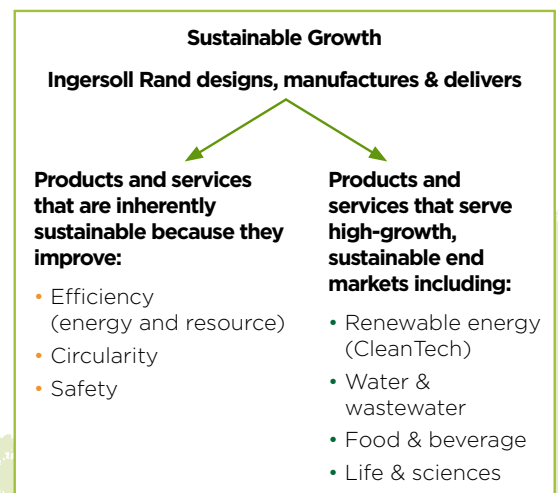 Sustainable Growth
Ingersoll Rand designs, manufactures & delivers
Products and services
that are inherently
sustainable because they
improve:
• Efficiency
(energy and resource)
• Circularity
• Safety
Products and
services that serve
high-growth,
sustainable end
markets including:
• Renewable energy
(CleanTech)
• Water &
wastewater
• Food & beverage
• Life & sciences